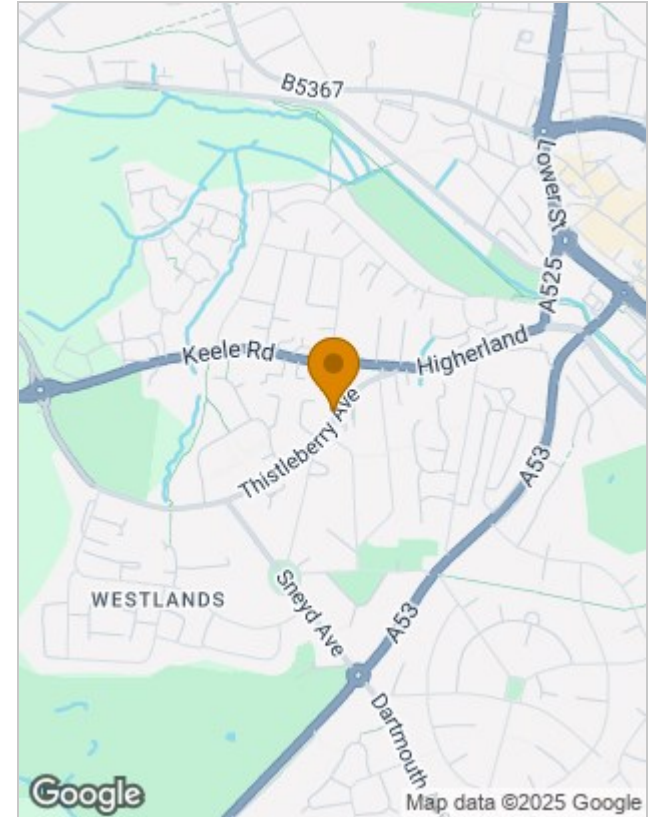 B5367
Tower St
A525
Keele Rd
Higherland
Thistleberry Ave
A53
WESTLANDS
Sneyd Ave
A53
Dartmouth
Google
Map data ©2025 Google